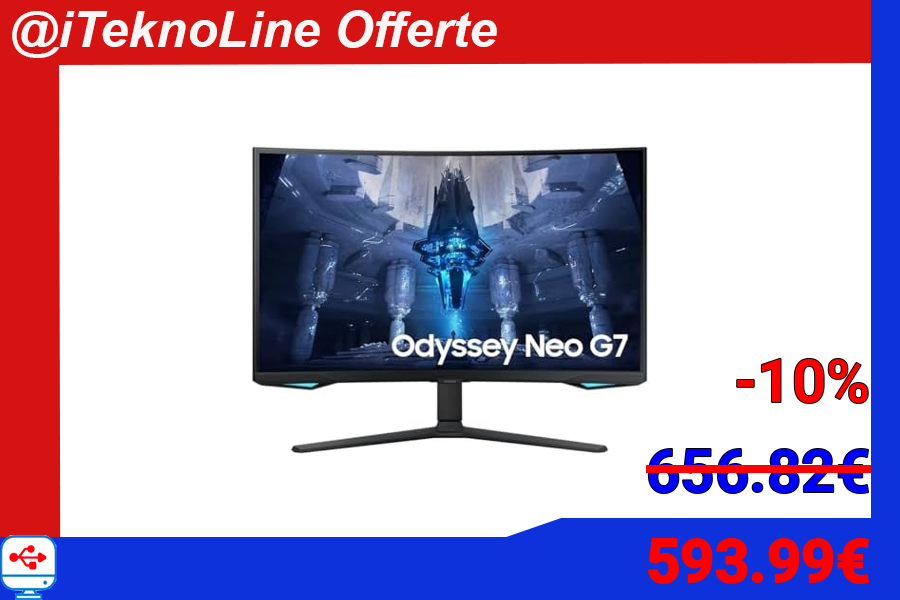 @iTeknoLine Offerte
Odyssey Neo G7
-10%
656.82€
593.99€